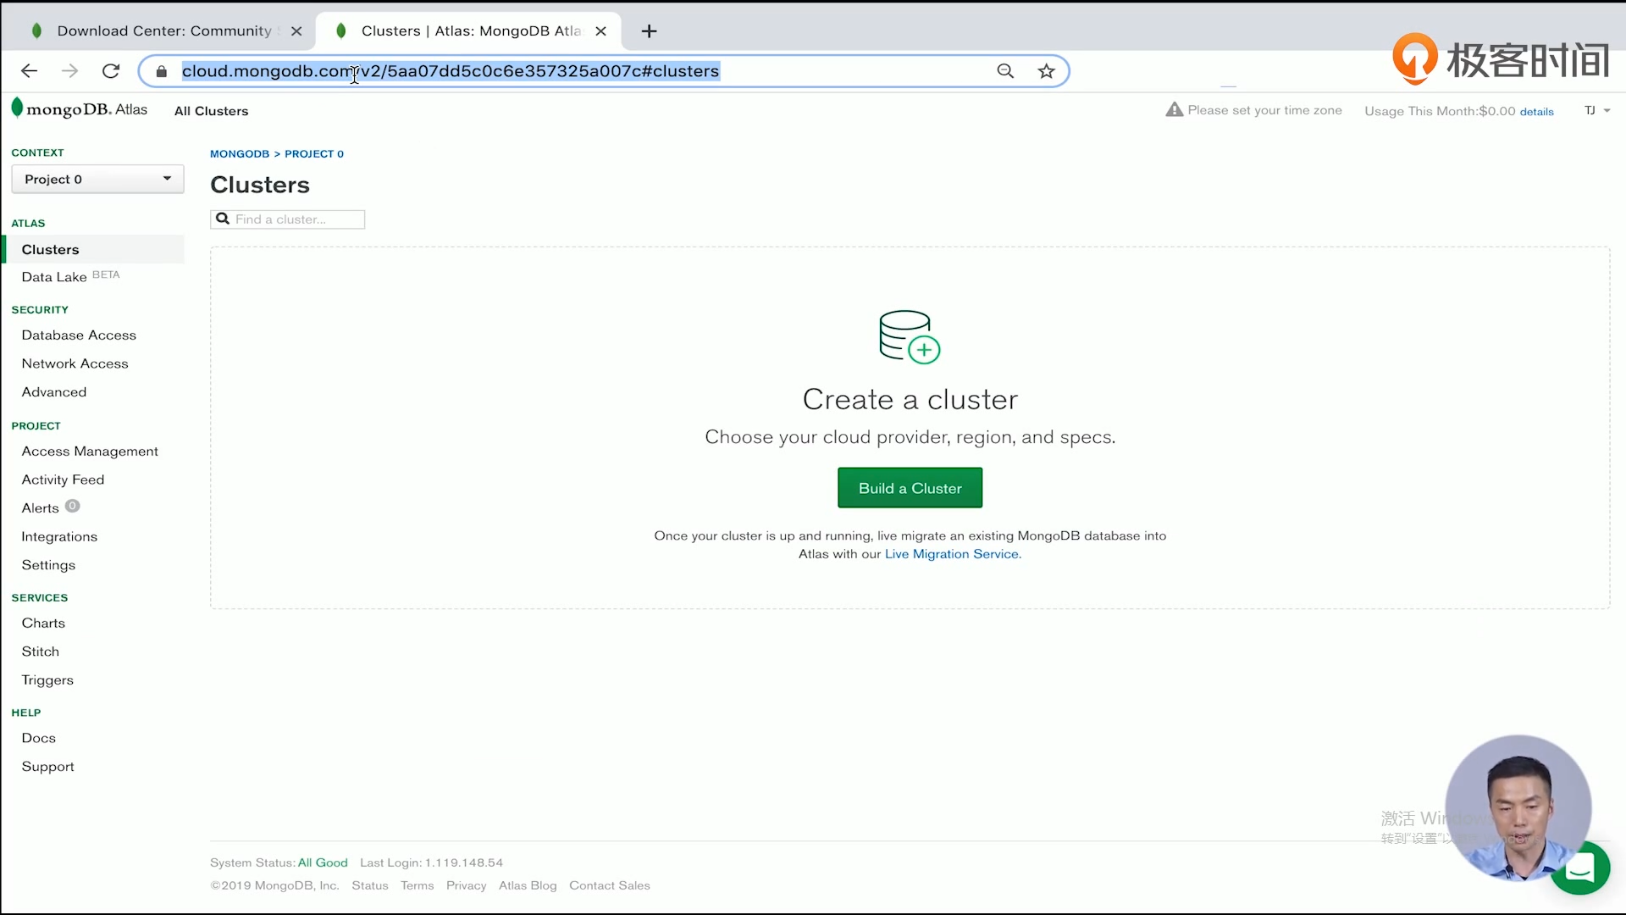 Download Center: Community
Clusters | Atlas: MongoDB Atla
极客时间
cloud.mongodb.com/v2/5aa07dd5c0c6e357325a007c#clusters
mongoDB. Atlas
All Clusters
Please set your time zone
Usage This Month:$0.00 details
TJ
CONTEXT
Project 0
ATLAS
Clusters
Data Lake BETA
SECURITY
Database Access
Network Access
Advanced
PROJECT
Access Management
Activity Feed
Alerts 0
Integrations
Settings
SERVICES
Charts
Stitch
Triggers
HELP
Docs
Support
MONGODB > PROJECT 0
Clusters
Find a cluster...
Create a cluster
Choose your cloud provider, region, and specs.
Build a Cluster
Once your cluster is up and running, live migrate an existing MongoDB database into
Atlas with our Live Migration Service.
激活 Window
转到"设置"以
System Status: All Good Last Login: 1.119.148.54
©2019 MongoDB, Inc. Status Terms Privacy Atlas Blog Contact Sales